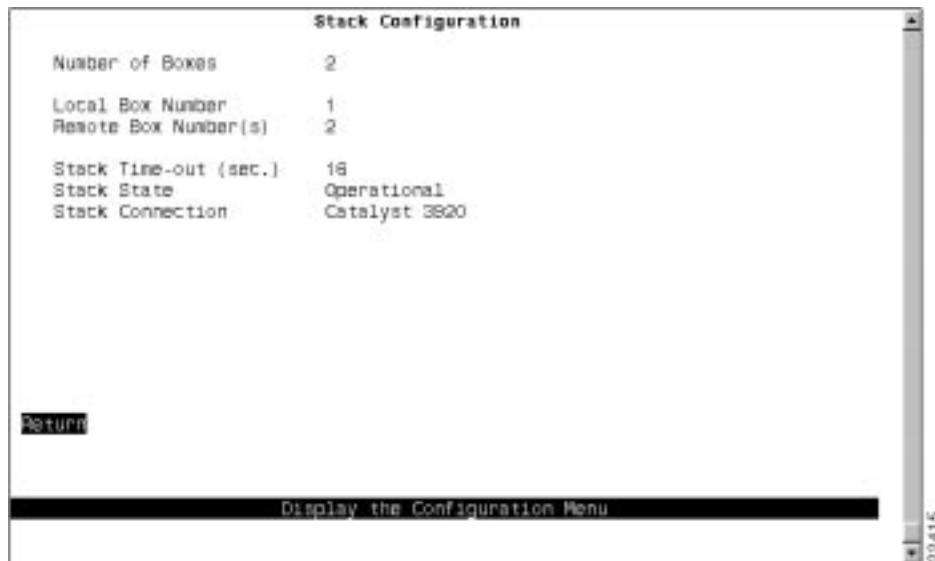 Stack Configuration
Number of Boxes 2
Local Box Number 1
Remote Box Number(s) 2
Stack Time-out (sec.) 16
Stack State Operational
Stack Connection Catalyst 3920
Return
Display the Configuration Menu